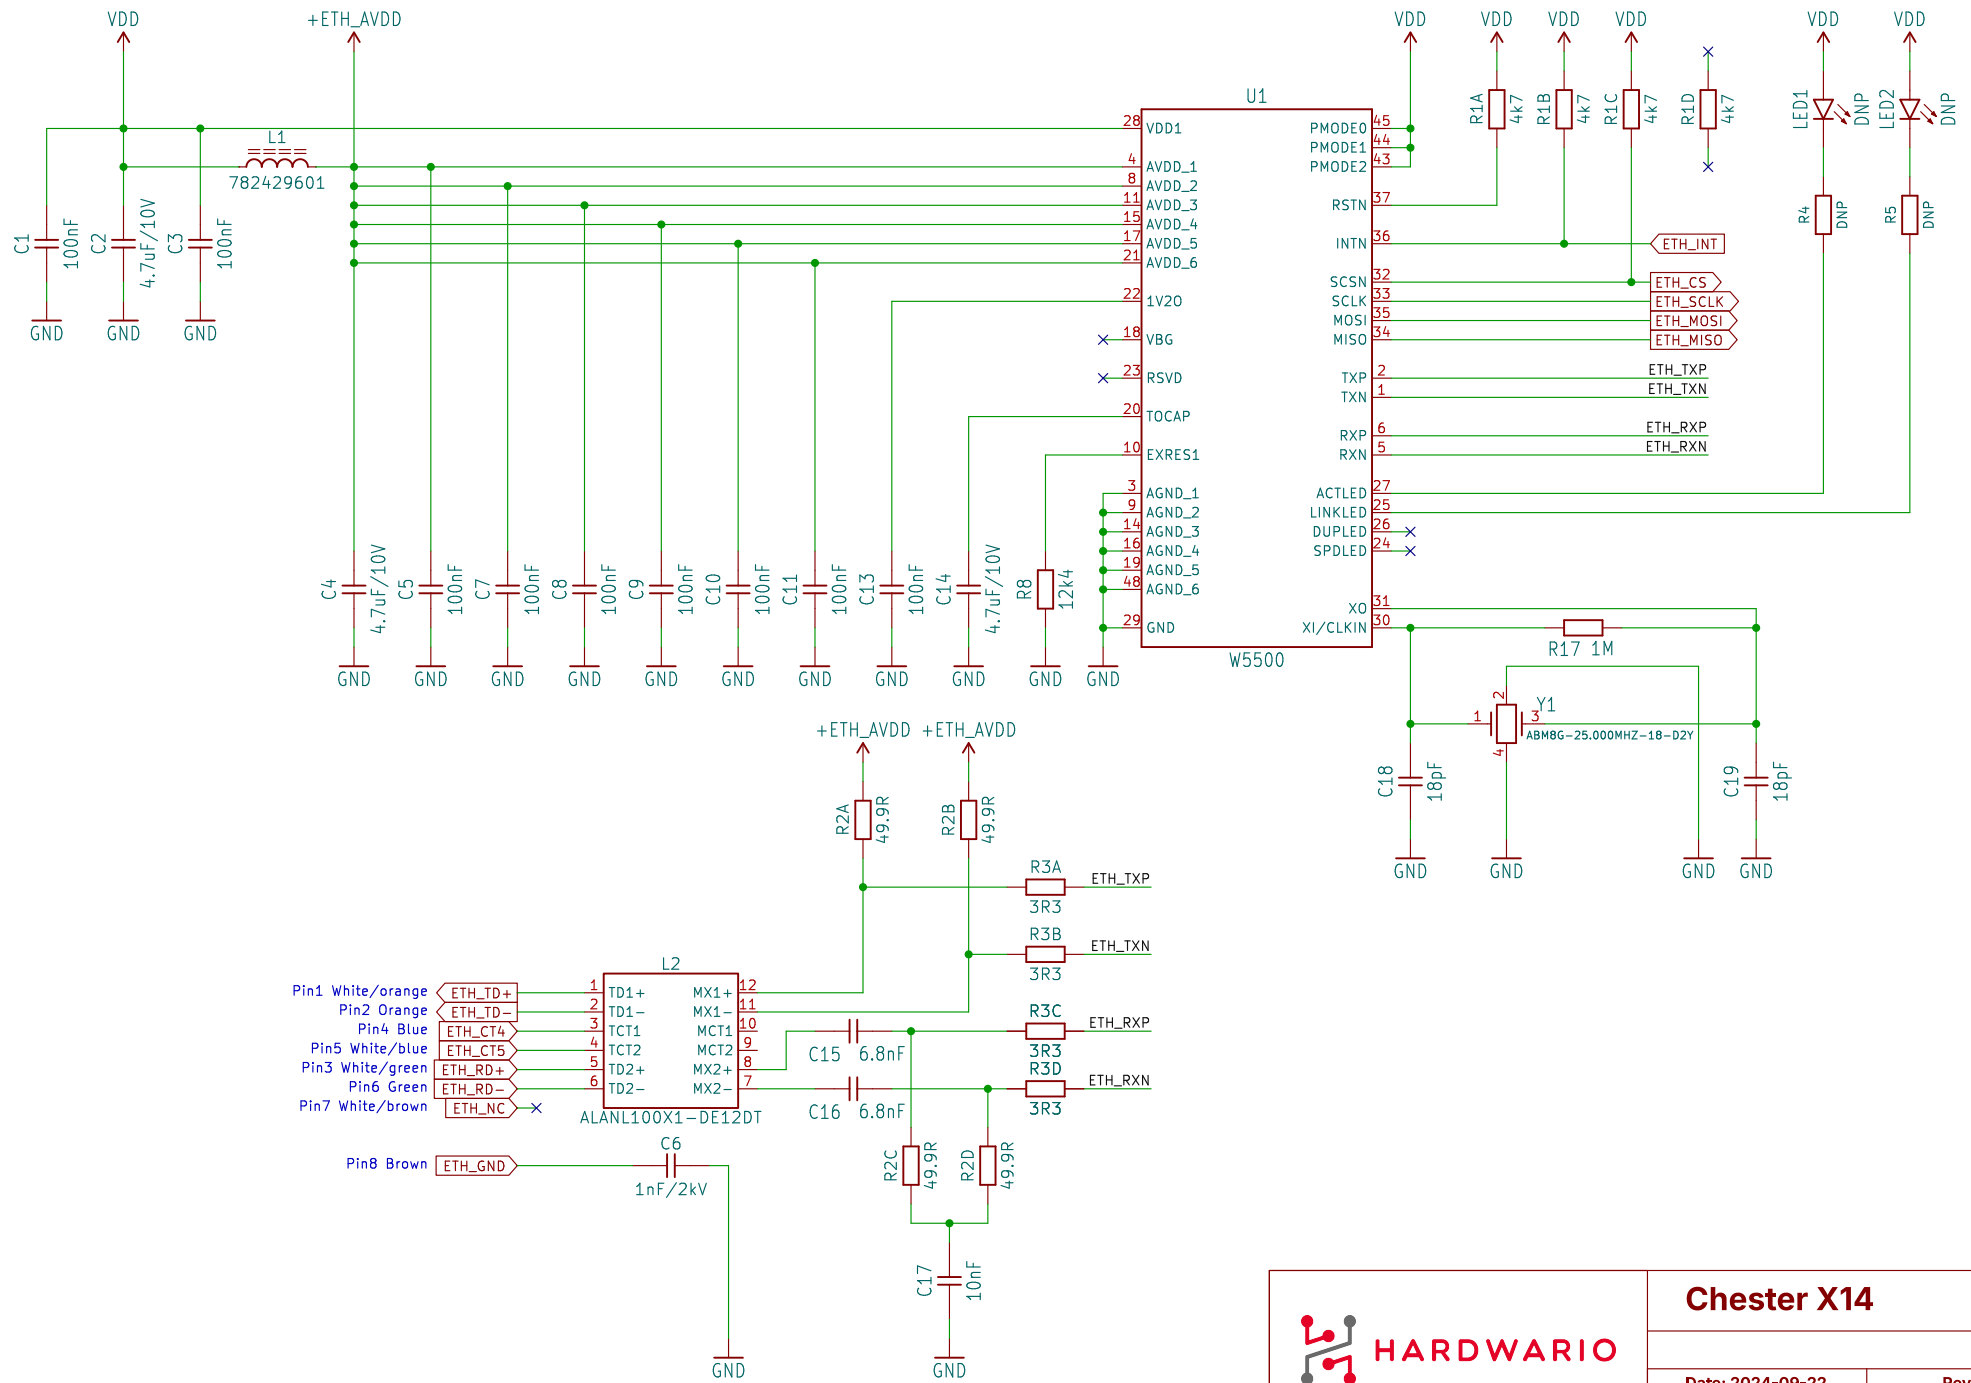 VDD
+ETH_AVDD
L1
782429601
C1
100nF
C2
4.7uF/10V
C3
100nF
GND
GND
GND
U1
28 VDD1
4 AVDD_1
8 AVDD_2
11 AVDD_3
15 AVDD_4
17 AVDD_5
21 AVDD_6
22 1V2O
18 VBG
23 RSVD
20 TOCAP
10 EXRES1
3 AGND_1
9 AGND_2
14 AGND_3
16 AGND_4
19 AGND_5
48 AGND_6
29 GND
PMODE0 45
PMODE1 44
PMODE2 43
RSTN 37
INTN 36
SCSN 32
SCLK 33
MOSI 35
MISO 34
TXP 2
TXN 1
RXP 6
RXN 5
ACTLED 27
LINKLED 25
DUPLED 26
SPDLED 24
XO 31
XI/CLKIN 30
W5500
VDD
VDD
VDD
VDD
VDD
VDD
R1A
4k7
R1B
4k7
R1C
4k7
R1D
4k7
LED1
DNP
LED2
DNP
R4
DNP
R5
DNP
ETH_INT
ETH_CS
ETH_SCLK
ETH_MOSI
ETH_MISO
ETH_TXP
ETH_TXN
ETH_RXP
ETH_RXN
C4
4.7uF/10V
C5
100nF
C7
100nF
C8
100nF
C9
100nF
C10
100nF
C11
100nF
C13
100nF
C14
4.7uF/10V
R8
12k4
GND
GND
GND
GND
GND
GND
GND
GND
GND
GND
GND
R17 1M
Y1
1
2
3
4
ABM8G-25.000MHZ-18-D2Y
C18
18pF
C19
18pF
GND
GND
GND
GND
+ETH_AVDD
+ETH_AVDD
R2A
49.9R
R2B
49.9R
R3A
3R3
ETH_TXP
R3B
3R3
ETH_TXN
R3C
3R3
ETH_RXP
R3D
3R3
ETH_RXN
L2
Pin1 White/orange ETH_TD+ 1 TD1+ MX1+ 12
Pin2 Orange ETH_TD- 2 TD1- MX1- 11
Pin4 Blue ETH_CT4 3 TCT1 MCT1 10
Pin5 White/blue ETH_CT5 4 TCT2 MCT2 9
Pin3 White/green ETH_RD+ 5 TD2+ MX2+ 8
Pin6 Green ETH_RD- 6 TD2- MX2- 7
Pin7 White/brown ETH_NC
ALANL100X1-DE12DT
C15 6.8nF
C16 6.8nF
Pin8 Brown ETH_GND
C6
1nF/2kV
R2C
49.9R
R2D
49.9R
C17
10nF
GND
GND
HARDWARIO
Chester X14
Date: 2024-09-22
Rev